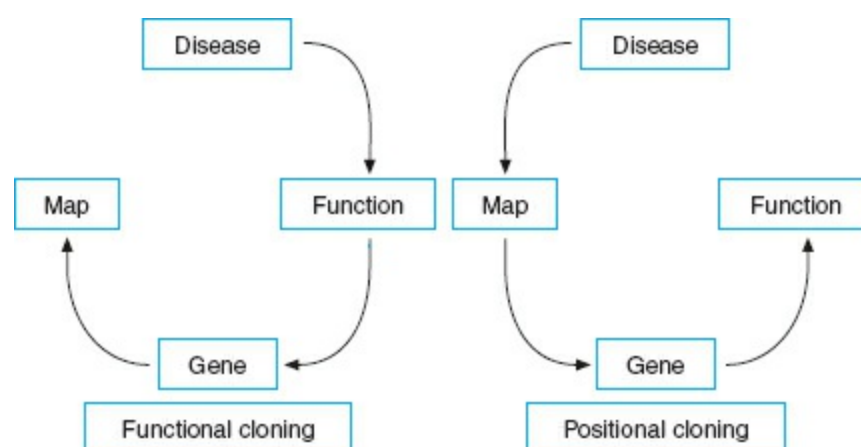 Disease
Disease
Map
Function
Map
Function
Gene
Gene
Functional cloning
Positional cloning